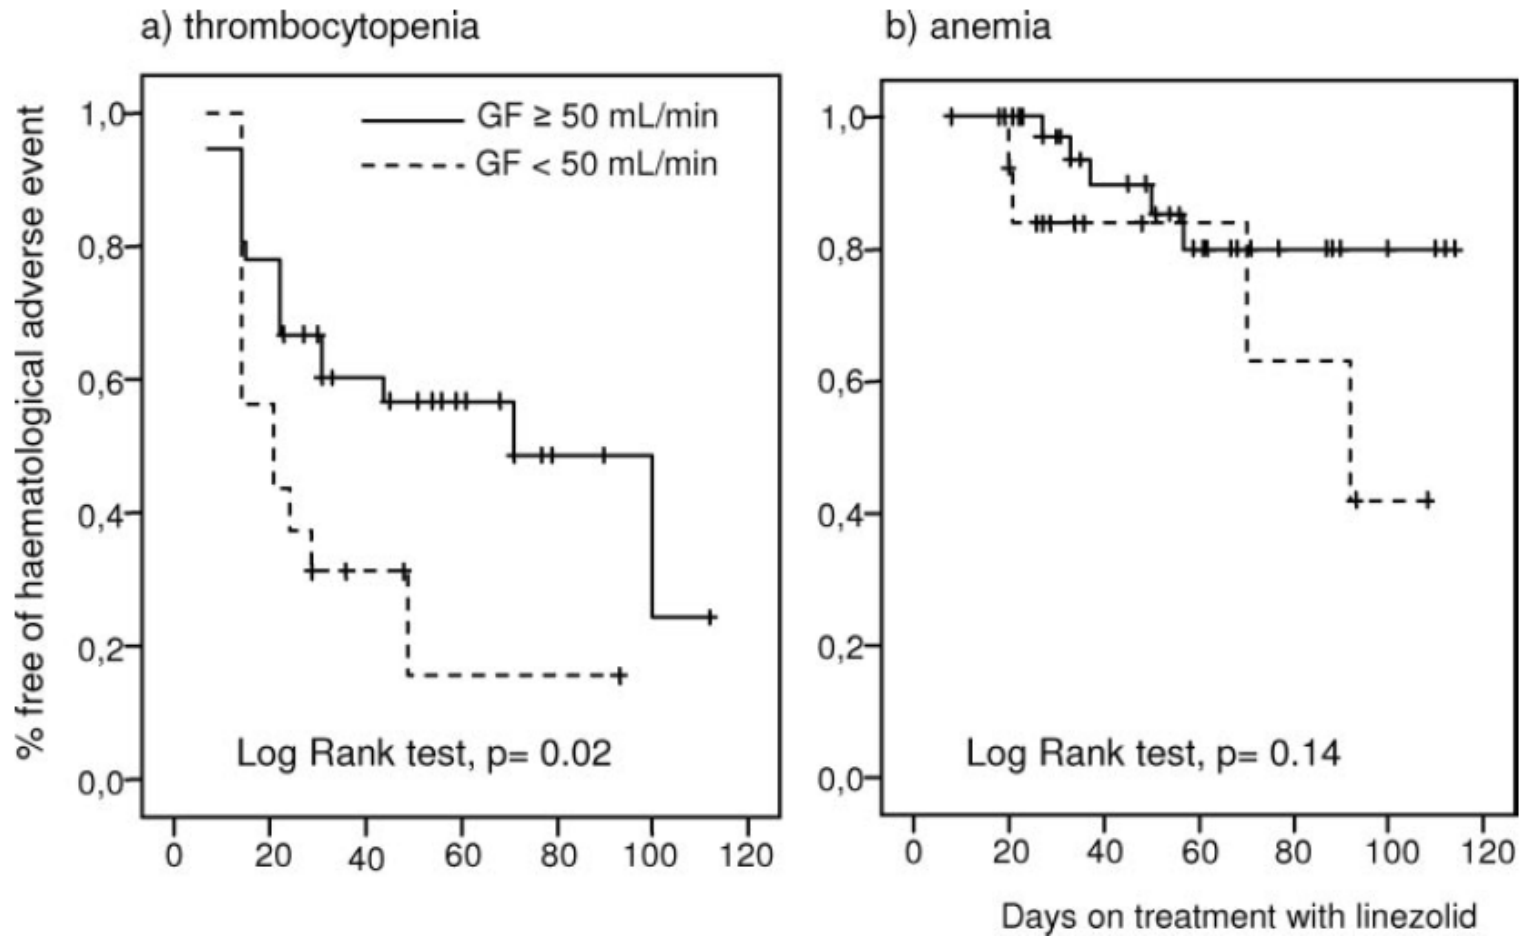 a) thrombocytopenia
b) anemia
% free of haematological adverse event
GF ≥ 50 mL/min
GF < 50 mL/min
1,0
0,8
0,6
0,4
0,2
0,0
Log Rank test, p= 0.02
0 20 40 60 80 100 120
1,0
0,8
0,6
0,4
0,2
0,0
Log Rank test, p= 0.14
0 20 40 60 80 100 120
Days on treatment with linezolid